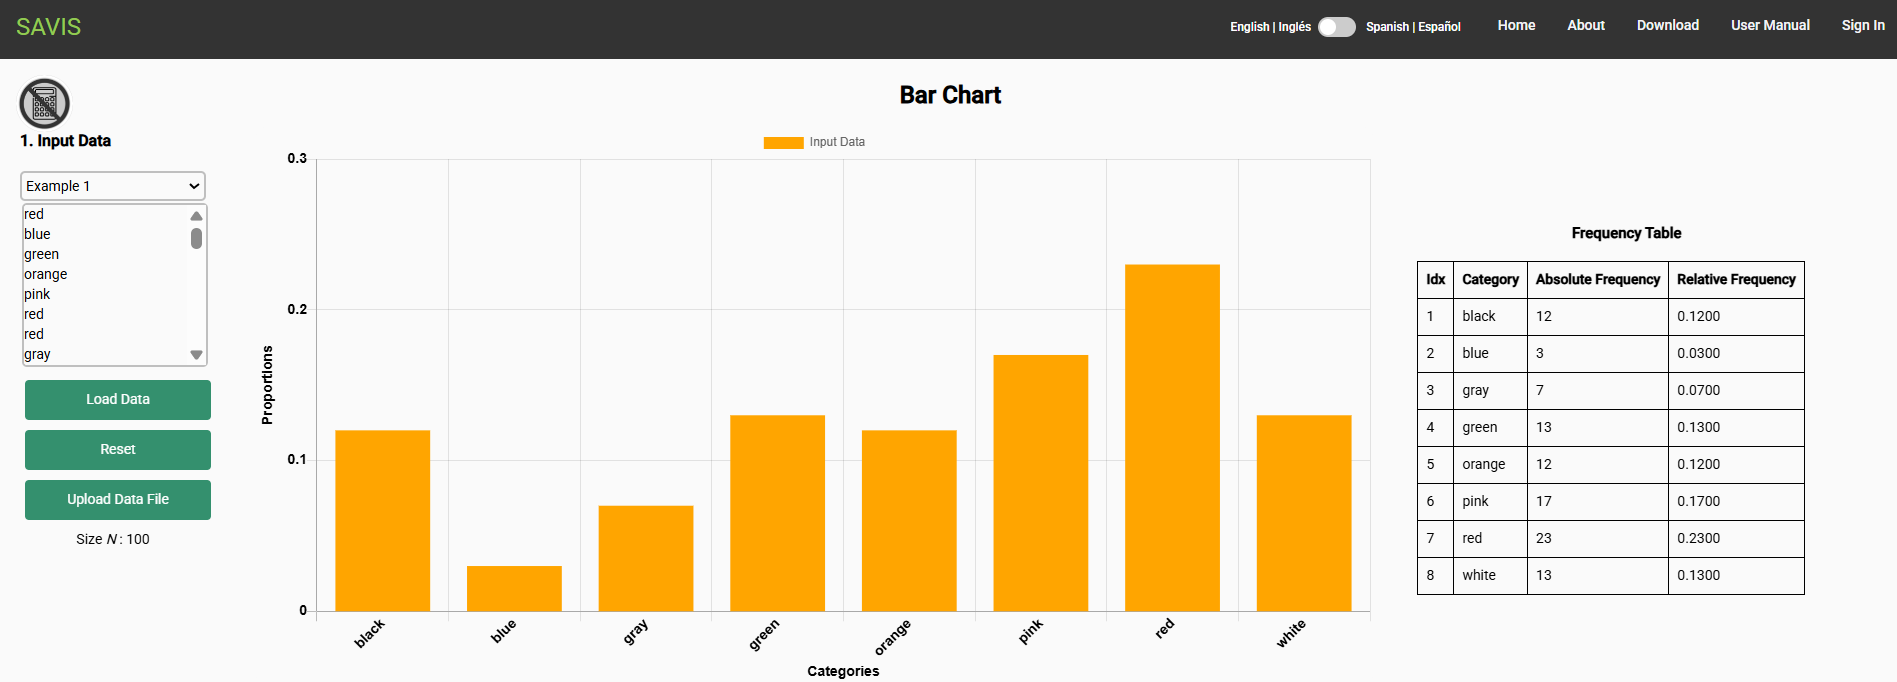 SAVIS
English | Inglés
Spanish | Español
Home
About
Download
User Manual
Sign In
1. Input Data
Example 1
red
blue
green
orange
pink
red
red
gray
Load Data
Reset
Upload Data File
Size N : 100
Bar Chart
Input Data
Proportions
0.3
0.2
0.1
0
black
blue
gray
green
orange
pink
red
white
Categories
Frequency Table
Idx Category Absolute Frequency Relative Frequency
1 black 12 0.1200
2 blue 3 0.0300
3 gray 7 0.0700
4 green 13 0.1300
5 orange 12 0.1200
6 pink 17 0.1700
7 red 23 0.2300
8 white 13 0.1300